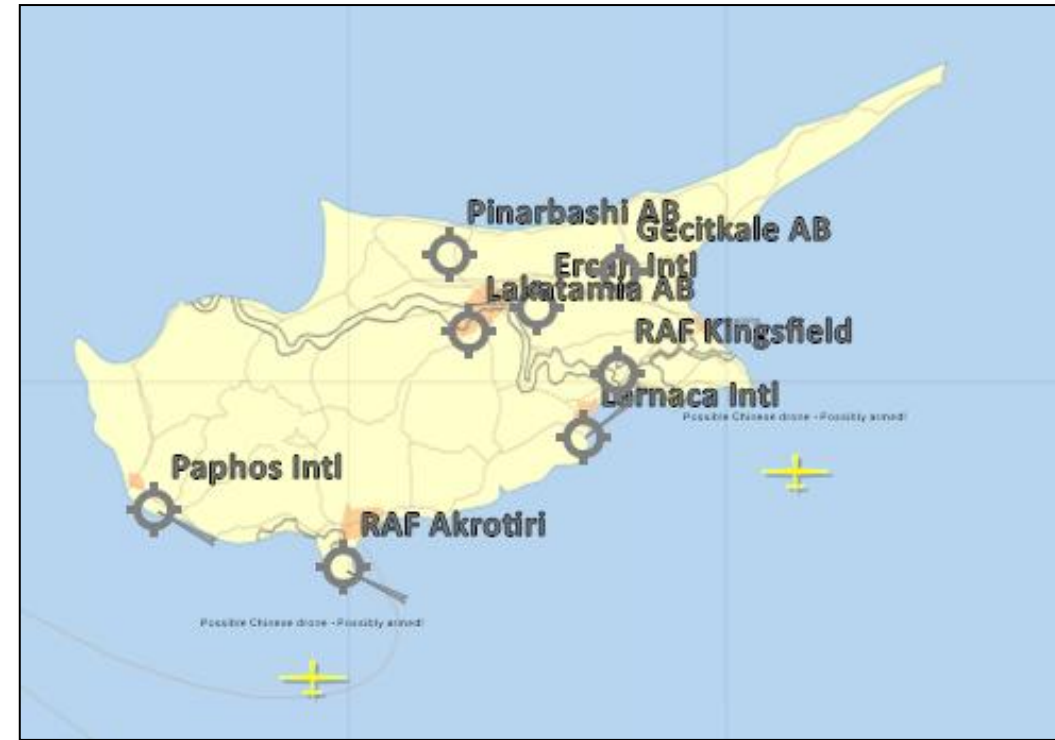 Pinarbashi AB
Gecitkale AB
Ercan Intl
Lakatamia AB
RAF Kingsfield
Larnaca Intl
Possible Chinese drone - Possibly armed!
Paphos Intl
RAF Akrotiri
Possible Chinese drone - Possibly armed!